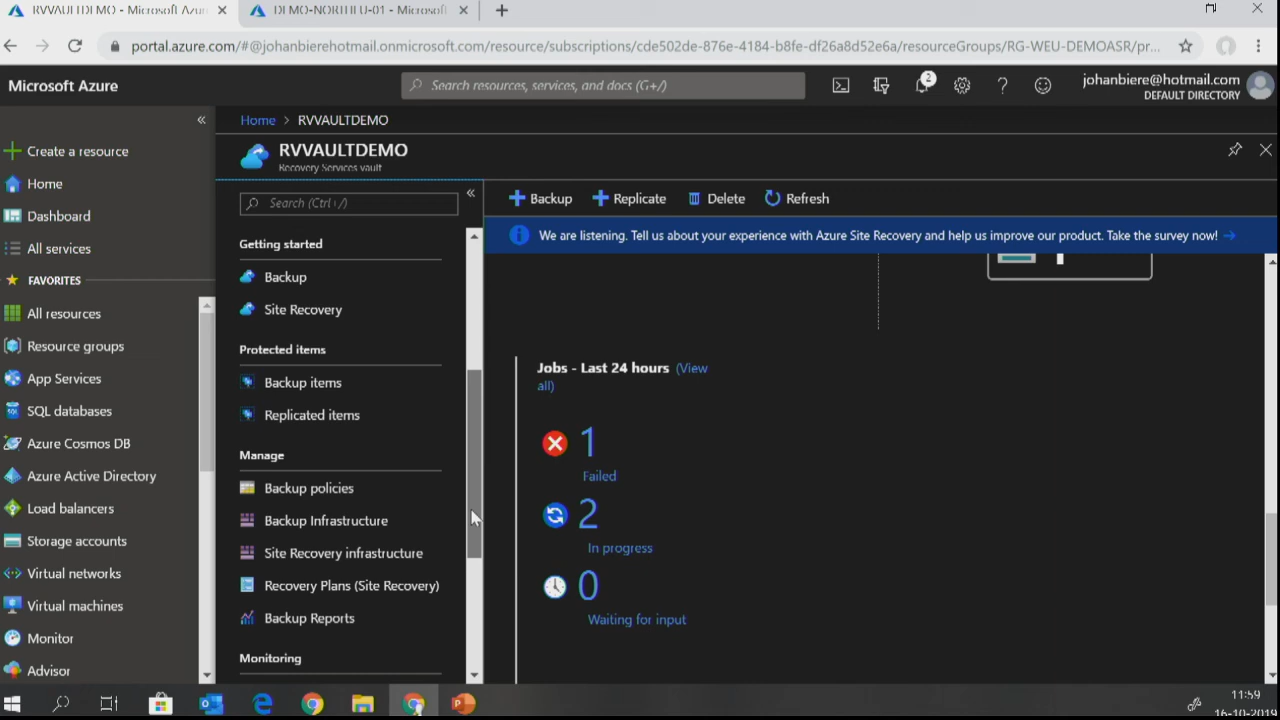 RVVAULTDEMO - Microsoft Azur
DEMO-NORTHEU-01 - Microsoft
portal.azure.com/#@johanbierehotmail.onmicrosoft.com/resource/subscriptions/cde502de-876e-4184-b8fe-df26a8d52e6a/resourceGroups/RG-WEU-DEMOASR/pr...
Microsoft Azure
Search resources, services, and docs (G+/)
2
johanbiere@hotmail.com
DEFAULT DIRECTORY
Create a resource
Home
Dashboard
All services
FAVORITES
All resources
Resource groups
App Services
SQL databases
Azure Cosmos DB
Azure Active Directory
Load balancers
Storage accounts
Virtual networks
Virtual machines
Monitor
Advisor
Home > RVVAULTDEMO
RVVAULTDEMO
Recovery Services vault
Search (Ctrl+/)
Getting started
Backup
Site Recovery
Protected items
Backup items
Replicated items
Manage
Backup policies
Backup Infrastructure
Site Recovery infrastructure
Recovery Plans (Site Recovery)
Backup Reports
Monitoring
Backup
Replicate
Delete
Refresh
We are listening. Tell us about your experience with Azure Site Recovery and help us improve our product. Take the survey now! →
Jobs - Last 24 hours (View
all)
1
Failed
2
In progress
0
Waiting for input
11:59
16-10-2019